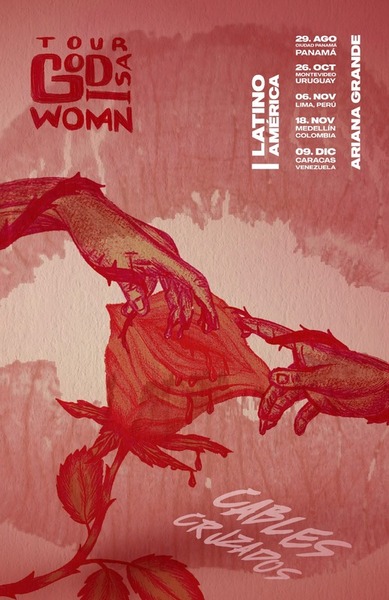 TOUR
GOD
IS A
WOMAN
LATINO
AMÉRICA
29. AGO
CIUDAD PANAMÁ
PANAMÁ
26. OCT
MONTEVIDEO
URUGUAY
06. NOV
LIMA, PERÚ
18. NOV
MEDELLÍN
COLOMBIA
09. DIC
CARACAS
VENEZUELA
ARIANA GRANDE
CABLES
CRUZADOS